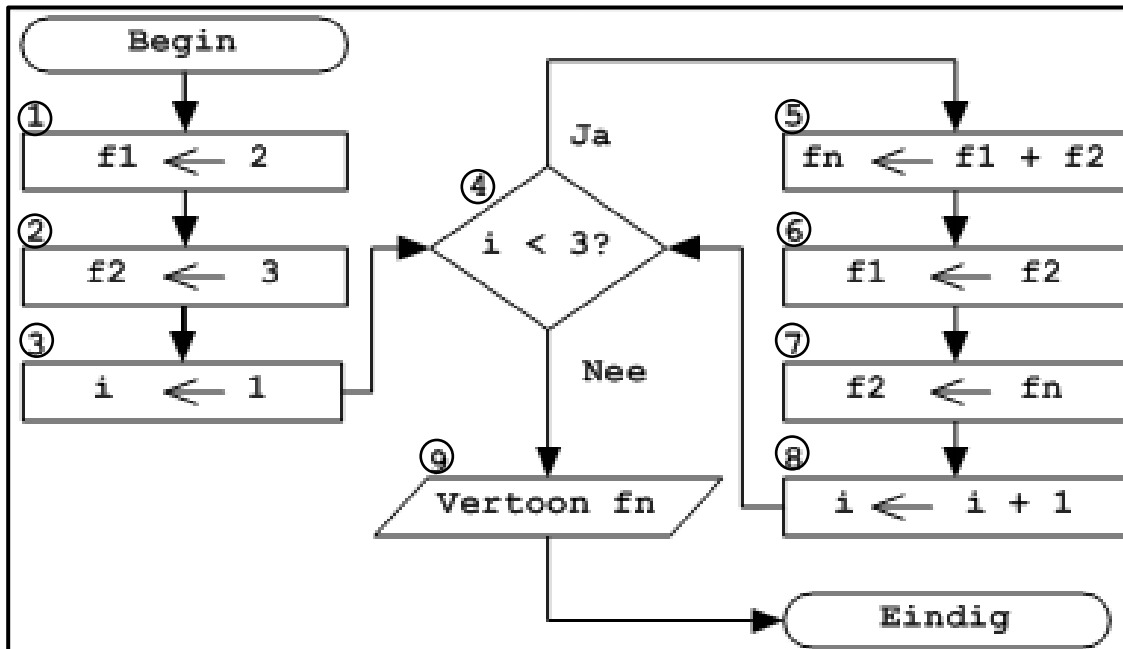 Begin
1
f1 ← 2
2
f2 ← 3
3
i ← 1
4
i < 3?
Ja
Nee
5
fn ← f1 + f2
6
f1 ← f2
7
f2 ← fn
8
i ← i + 1
9
Vertoon fn
Eindig